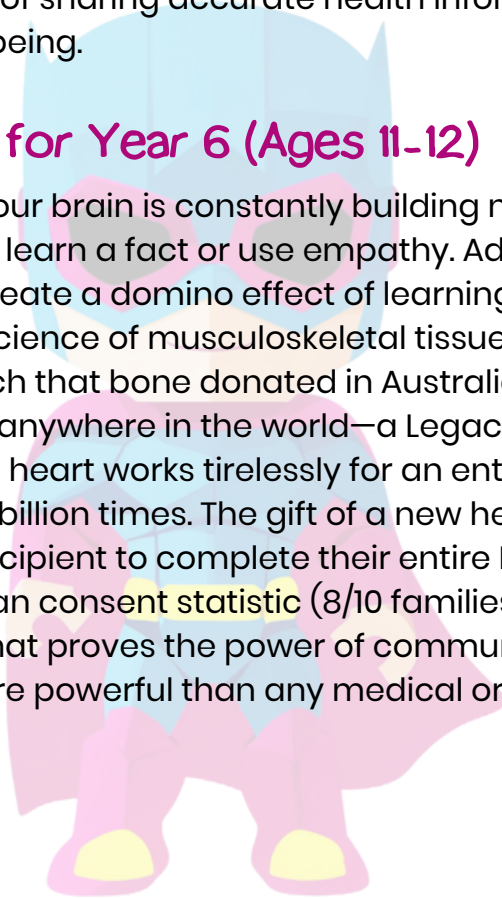 of sharing accurate health infor
being.
for Year 6 (Ages 11-12)
our brain is constantly building
learn a fact or use empathy. Ad
eate a domino effect of learning
cience of musculoskeletal tissue
ch that bone donated in Australi
anywhere in the world—a Legac
heart works tirelessly for an ent
billion times. The gift of a new he
cipient to complete their entire
an consent statistic (8/10 families
hat proves the power of commu
re powerful than any medical or